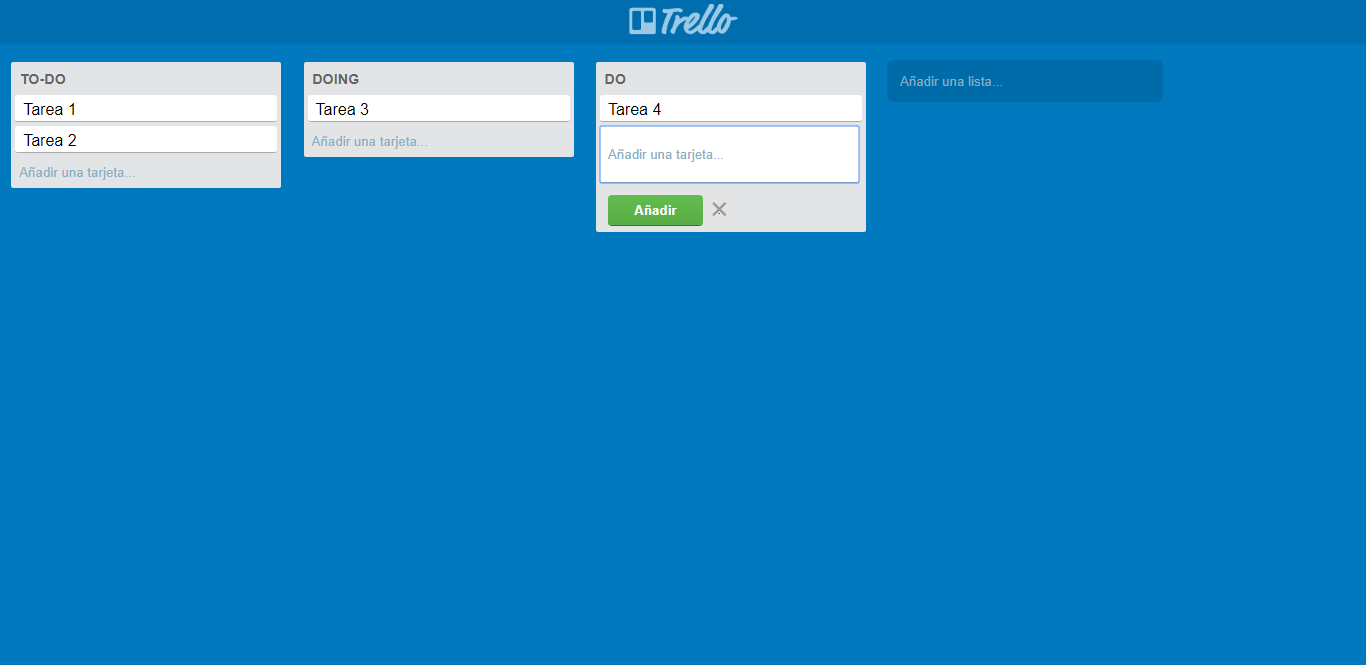 Trello
TO-DO
Tarea 1
Tarea 2
Añadir una tarjeta...
DOING
Tarea 3
Añadir una tarjeta...
DO
Tarea 4
Añadir una tarjeta...
Añadir
Añadir una lista...